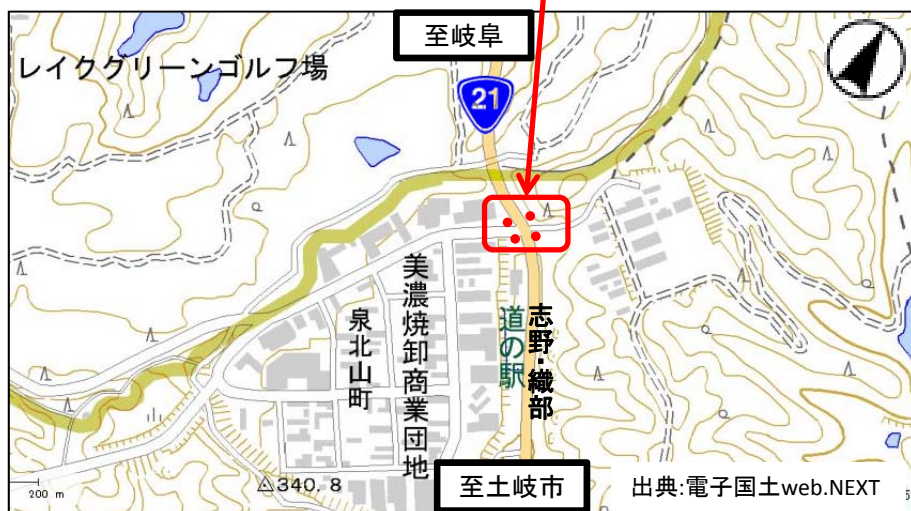 至岐阜
レイクグリーンゴルフ場
21
美濃焼卸商業団地
泉北山町
道の駅
志野・織部
200 m
△340.8
至土岐市
出典:電子国土web.NEXT